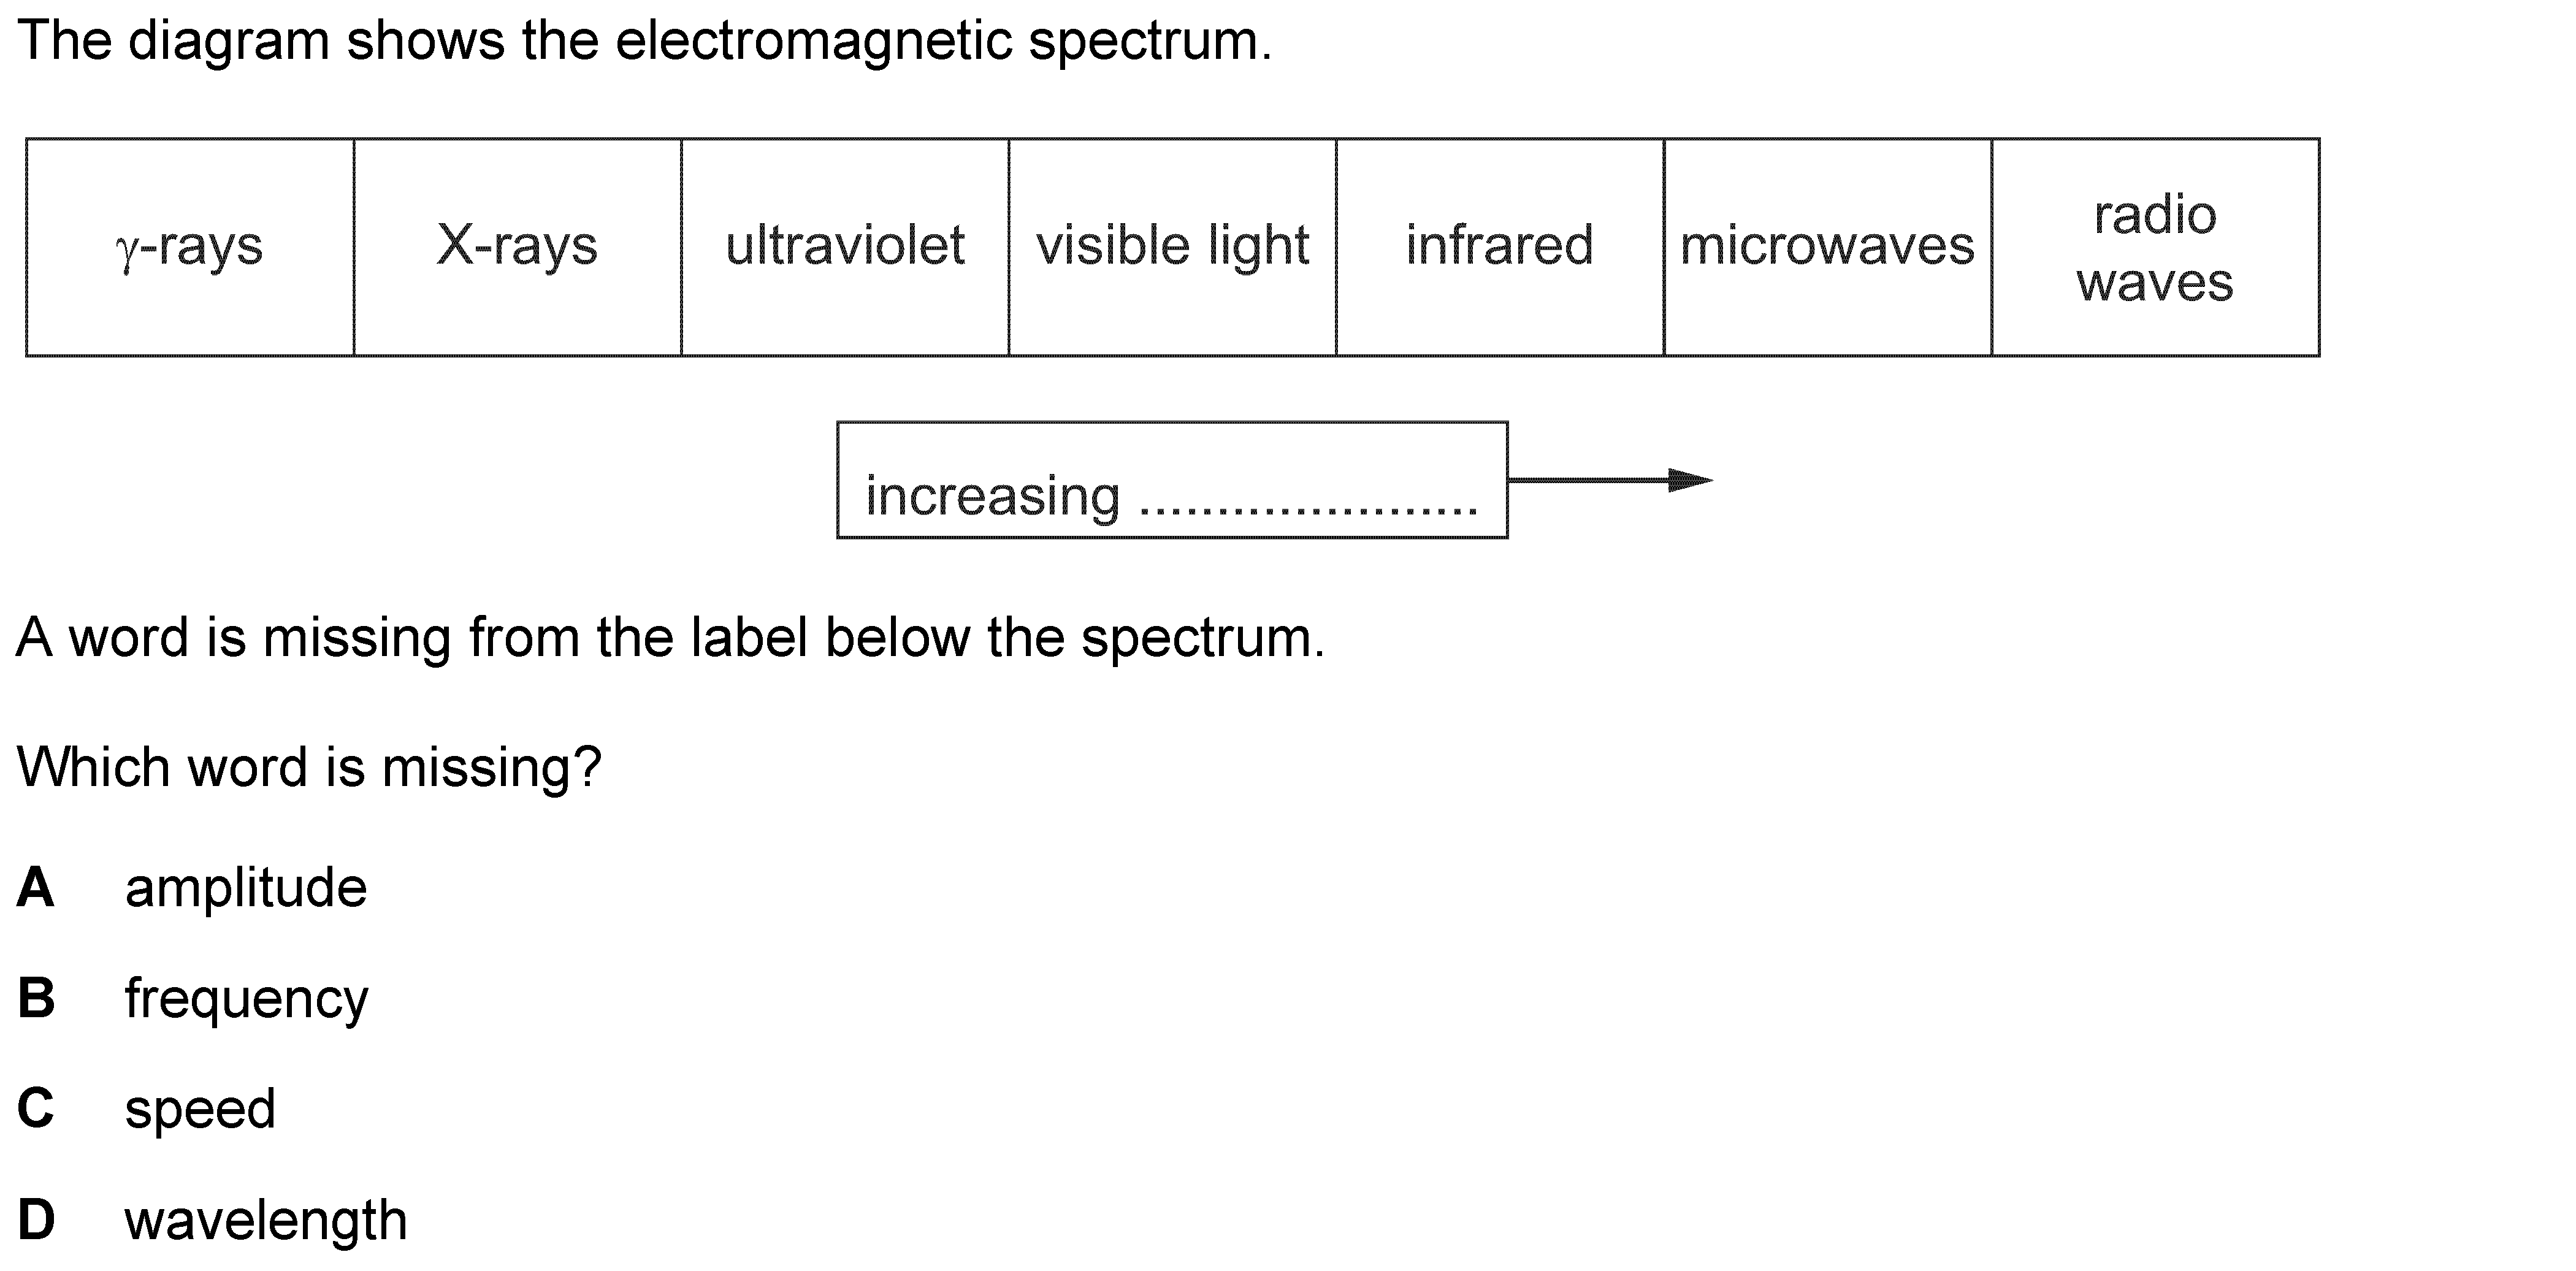 The diagram shows the electromagnetic spectrum.
γ-rays X-rays ultraviolet visible light infrared microwaves radio waves
increasing ......................
A word is missing from the label below the spectrum.
Which word is missing?
A amplitude
B frequency
C speed
D wavelength